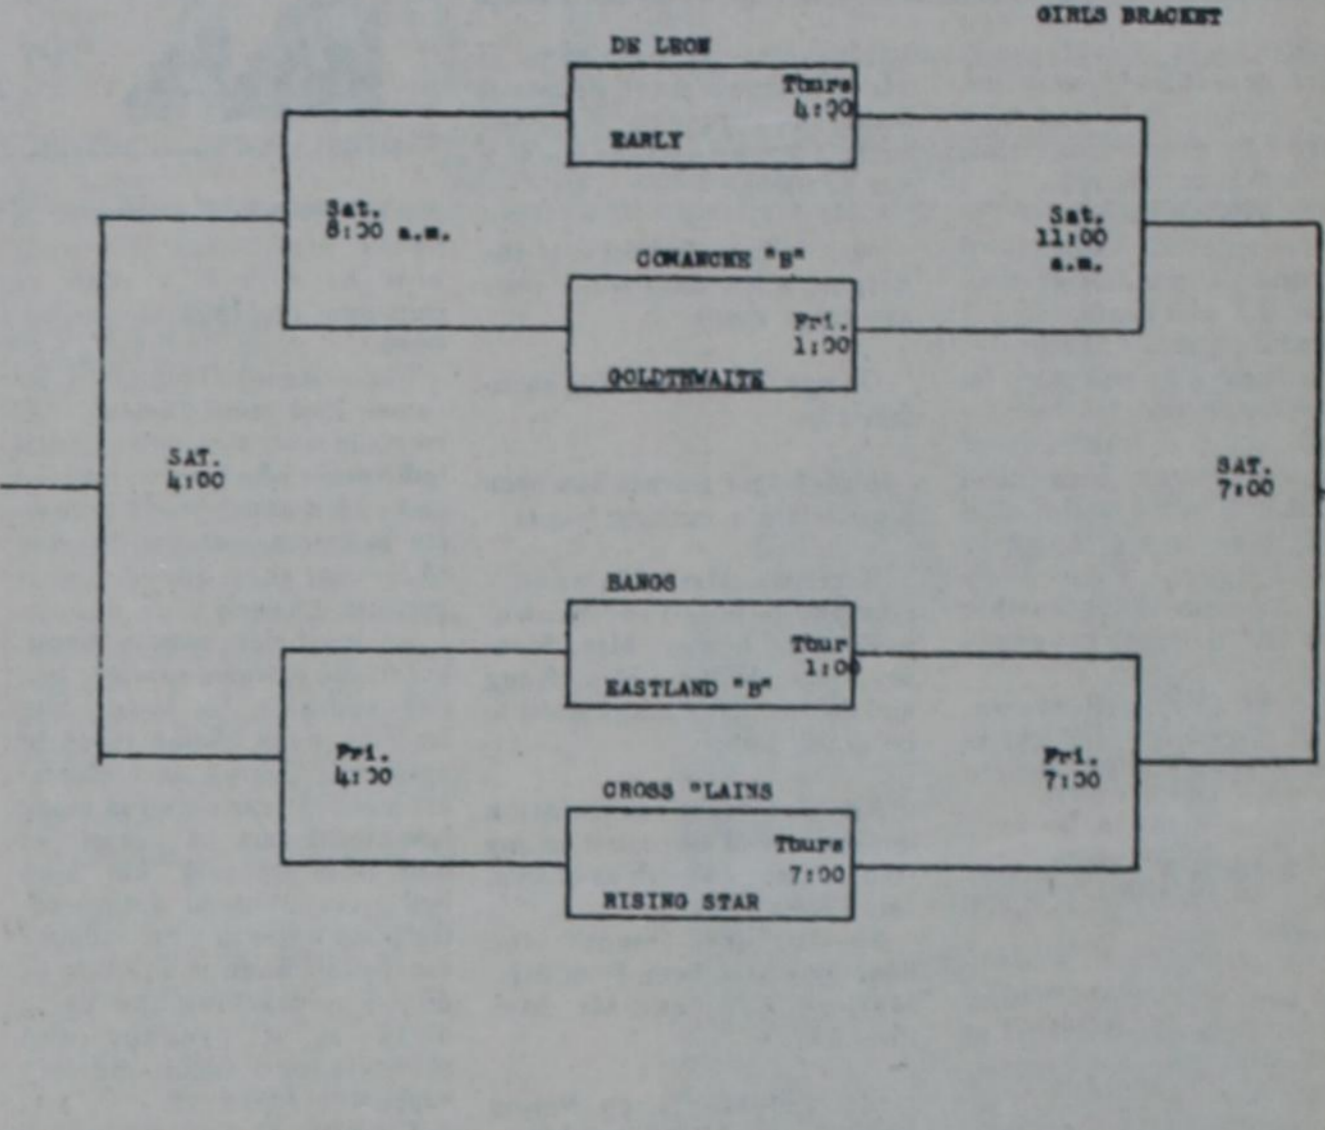 GIRLS BRACKET
DE LEON
Thurs
4:00
EARLY
Sat.
8:00 a.m.
Sat.
11:00
a.m.
COMANCHE "B"
Fri.
1:00
GOLDTHWAITE
SAT.
4:00
SAT.
7:00
BANGS
Thur
1:00
EASTLAND "B"
Fri.
4:00
Fri.
7:00
CROSS "LAINS
Thurs
7:00
RISING STAR